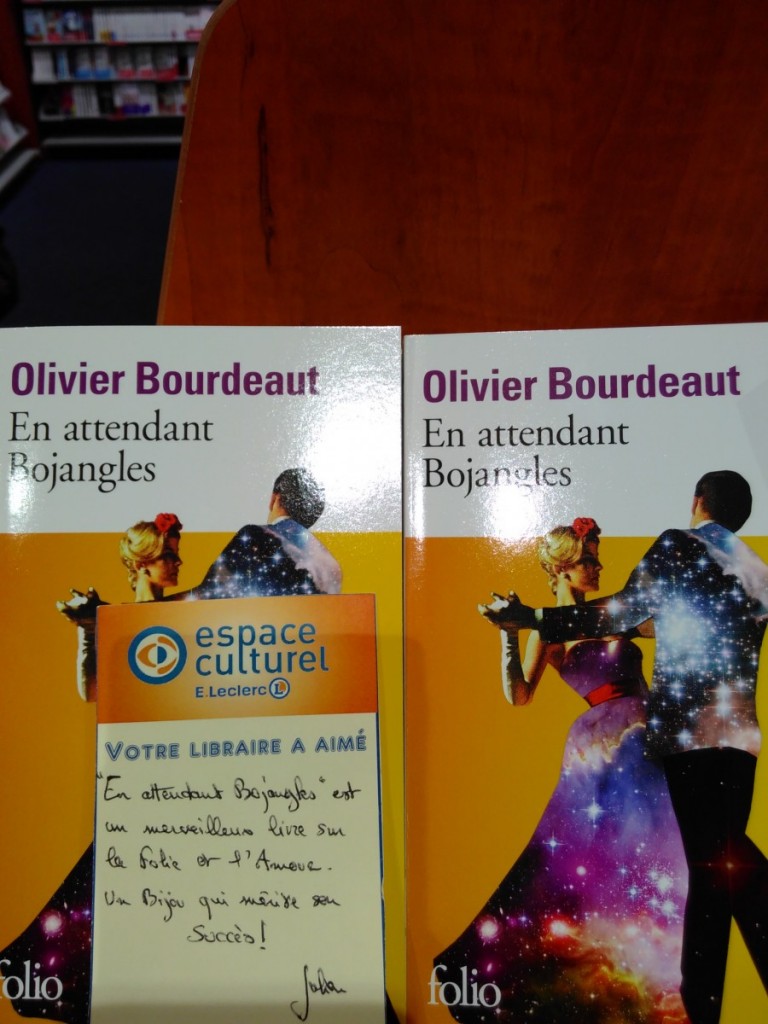 Olivier Bourdeaut
En attendant
Bojangles
espace
culturel
E.Leclerc L
VOTRE LIBRAIRE A AIMÉ
"En attendant Bojangles" est
un merveilleux livre sur
la Folie et l'Amour.
Un Bijou qui mérite son
Succès!
folio
Olivier Bourdeaut
En attendant
Bojangles
folio